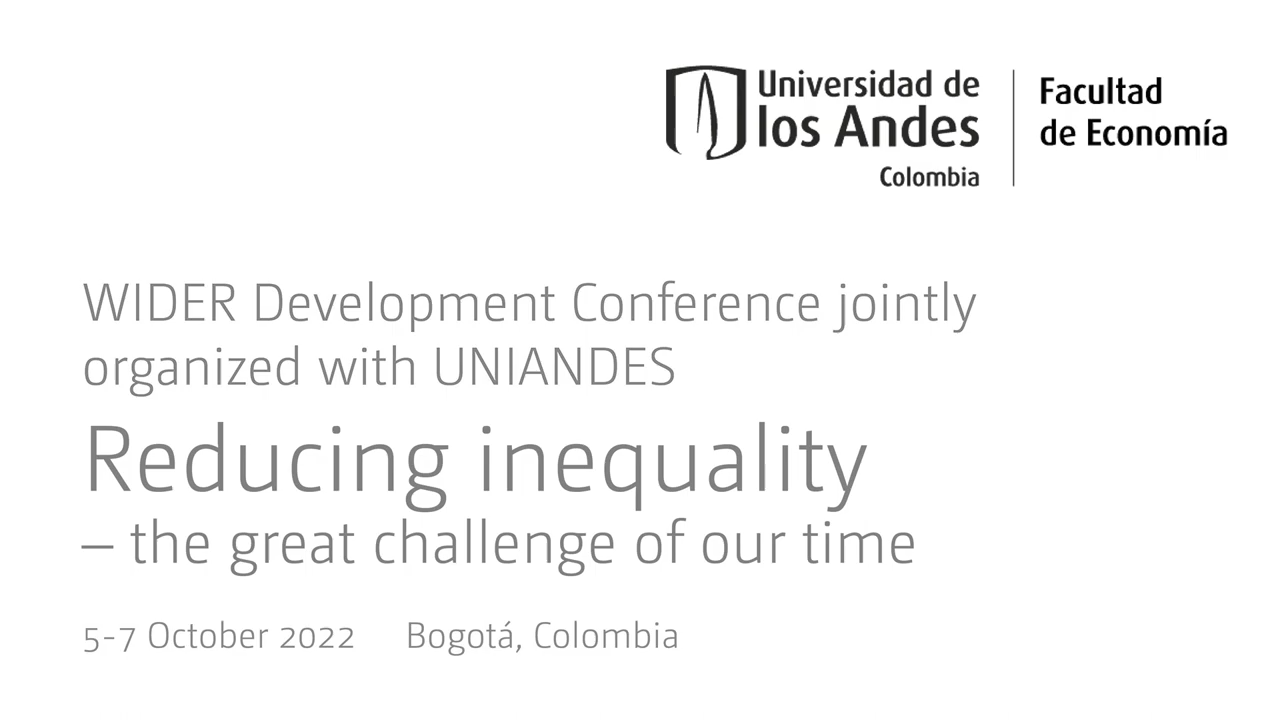 Universidad de
los Andes
Colombia
Facultad
de Economía
WIDER Development Conference jointly
organized with UNIANDES
Reducing inequality
– the great challenge of our time
5-7 October 2022 Bogotá, Colombia